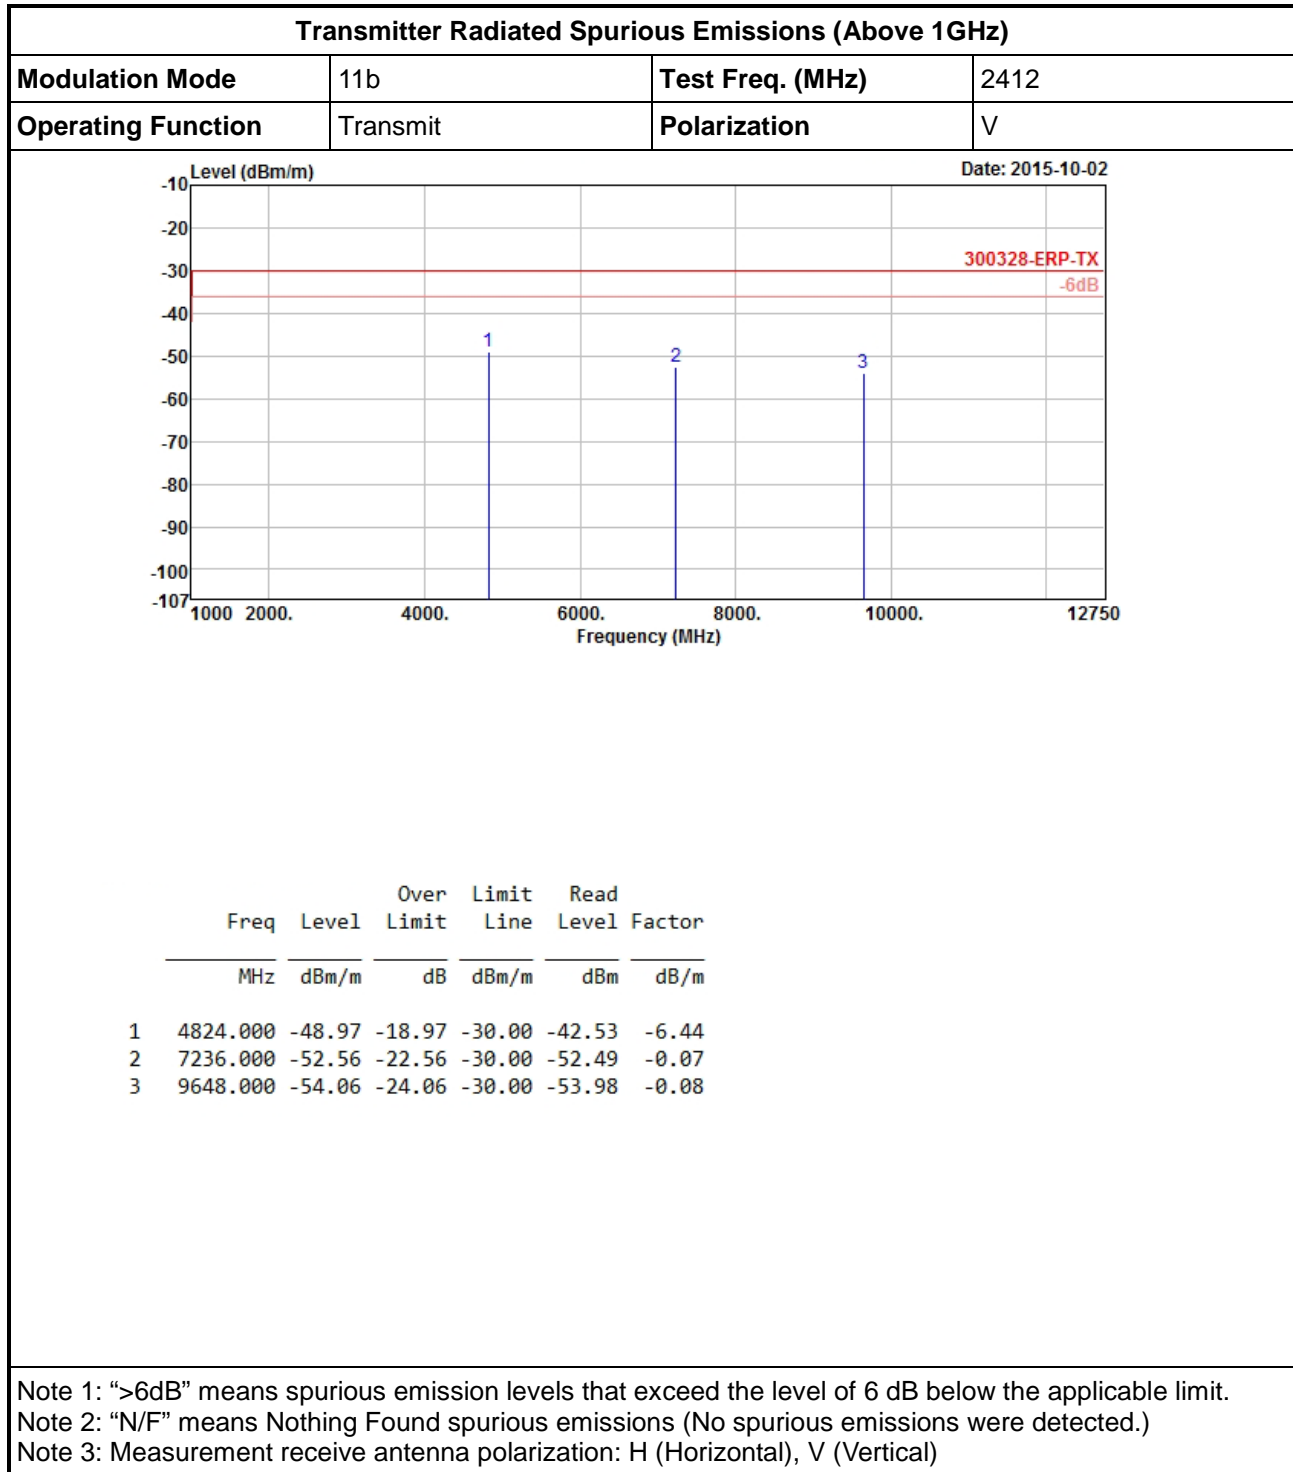 Transmitter Radiated Spurious Emissions (Above 1GHz)
Modulation Mode 11b Test Freq. (MHz) 2412
Operating Function Transmit Polarization V
Level (dBm/m) Date: 2015-10-02
-10
-20
300328-ERP-TX
-30
-6dB
-40
1
-50 2 3
-60
-70
-80
-90
-100
-107
1000 2000. 4000. 6000. 8000. 10000. 12750
Frequency (MHz)
Over Limit Read
Freq Level Limit Line Level Factor
MHz dBm/m dB dBm/m dBm dB/m
1 4824.000 -48.97 -18.97 -30.00 -42.53 -6.44
2 7236.000 -52.56 -22.56 -30.00 -52.49 -0.07
3 9648.000 -54.06 -24.06 -30.00 -53.98 -0.08
Note 1: “>6dB” means spurious emission levels that exceed the level of 6 dB below the applicable limit.
Note 2: “N/F” means Nothing Found spurious emissions (No spurious emissions were detected.)
Note 3: Measurement receive antenna polarization: H (Horizontal), V (Vertical)